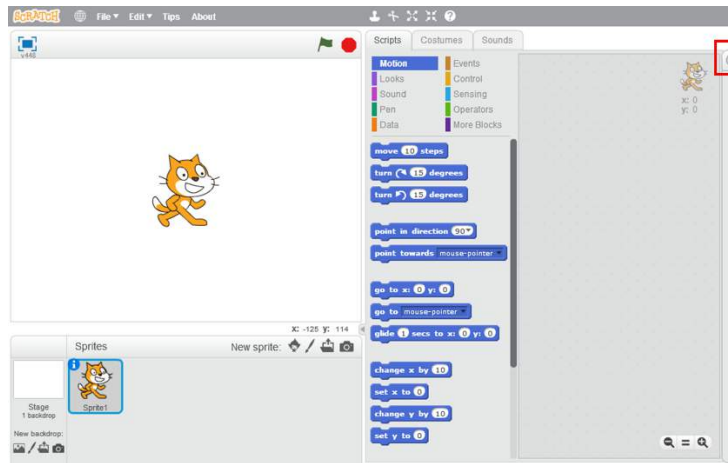 SCRATCH File Edit Tips About
v446
Scripts Costumes Sounds
Motion Events
Looks Control
Sound Sensing
Pen Operators
Data More Blocks
x: 0
y: 0
move 10 steps
turn 15 degrees
turn 15 degrees
point in direction 90
point towards mouse-pointer
go to x: 0 y: 0
go to mouse-pointer
glide 1 secs to x: 0 y: 0
change x by 10
set x to 0
change y by 10
set y to 0
X: -125 y: 114
Sprites New sprite:
Stage
1 backdrop
Sprite1
New backdrop: